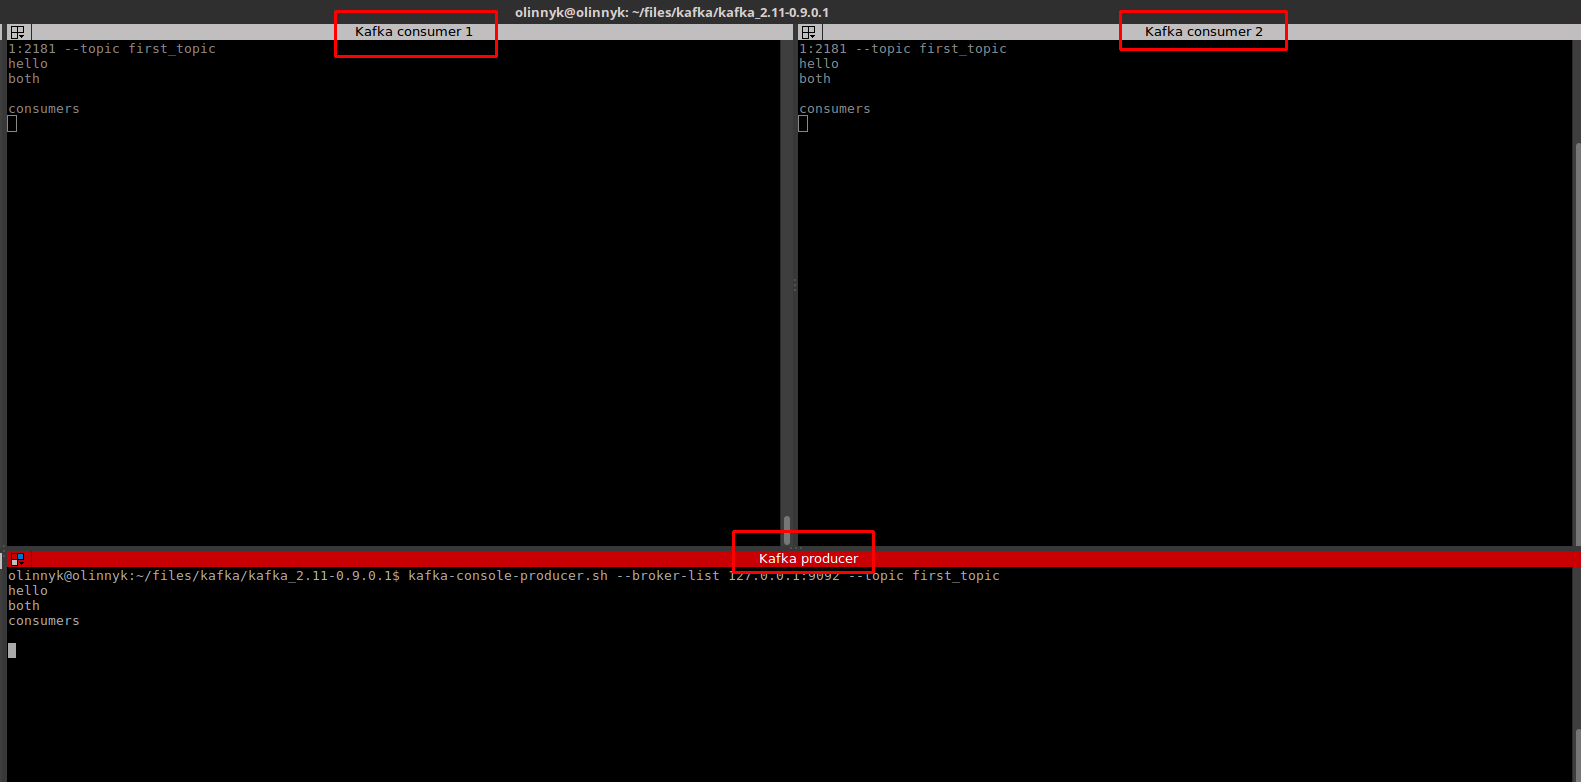 olinnyk@olinnyk: ~/files/kafka/kafka_2.11-0.9.0.1
Kafka consumer 1
1:2181 --topic first_topic
hello
both
consumers
Kafka consumer 2
1:2181 --topic first_topic
hello
both
consumers
Kafka producer
olinnyk@olinnyk:~/files/kafka/kafka_2.11-0.9.0.1$ kafka-console-producer.sh --broker-list 127.0.0.1:9092 --topic first_topic
hello
both
consumers